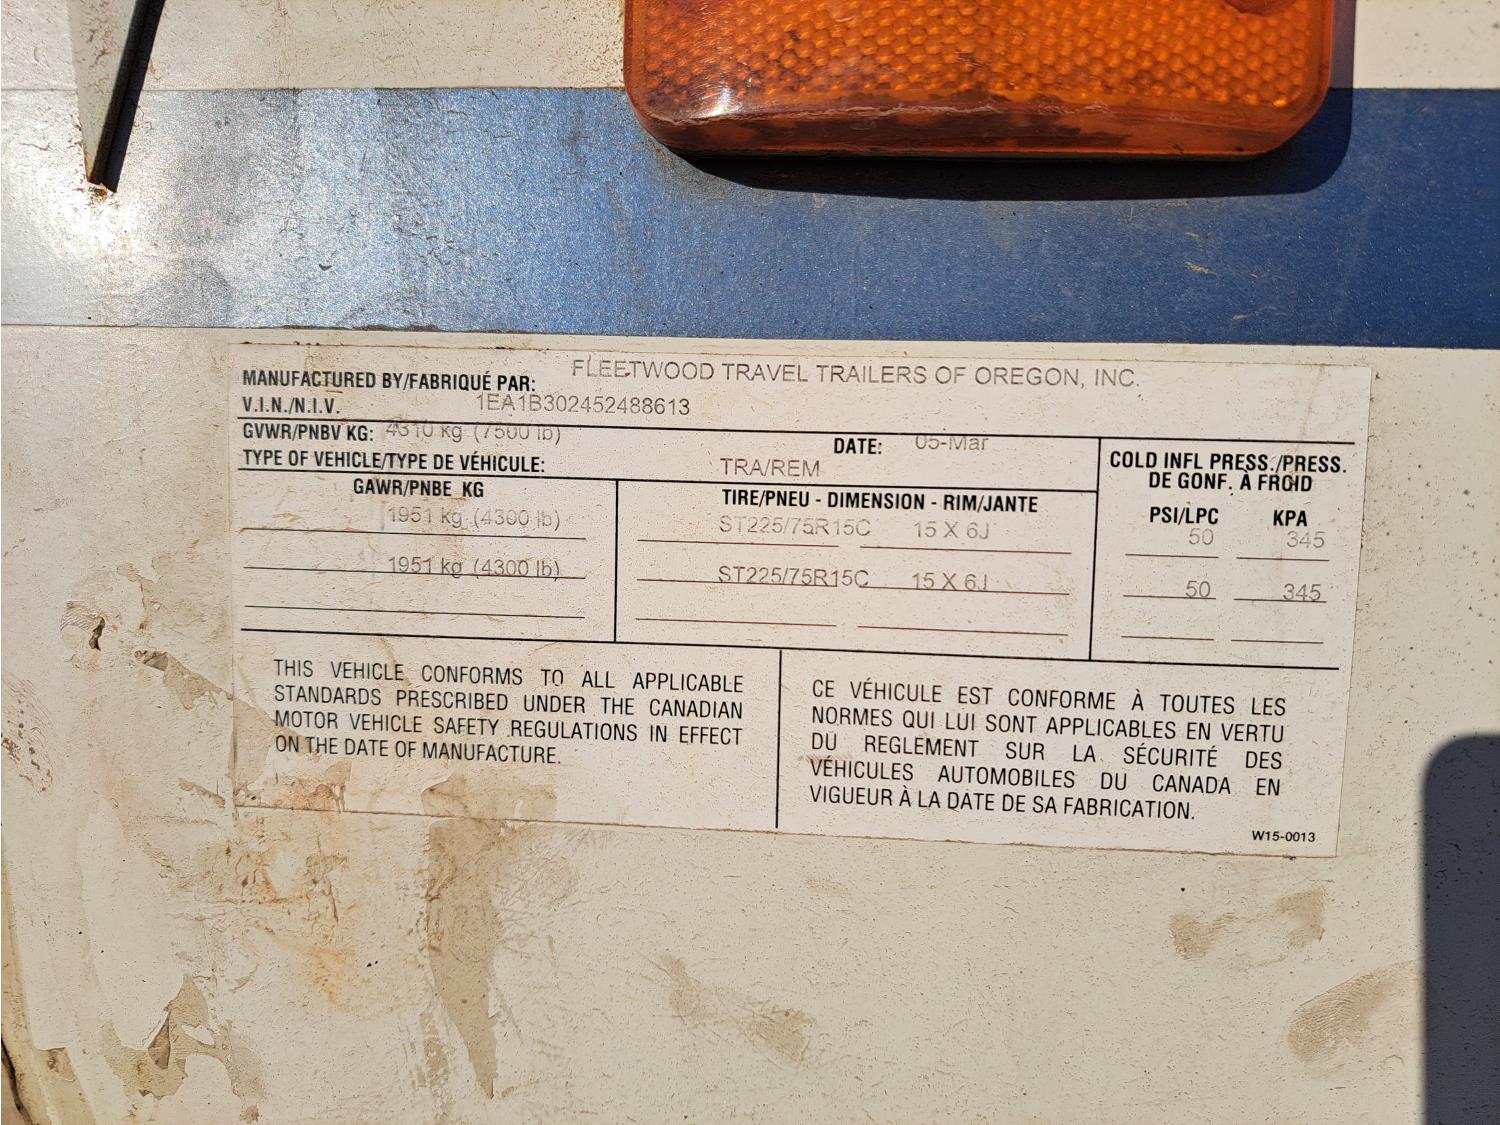 MANUFACTURED BY/FABRIQUÉ PAR: FLEETWOOD TRAVEL TRAILERS OF OREGON, INC.
V.I.N./N.I.V. 1EA1B302452488613
GVWR/PNBV KG: 4310 kg (7500 lb) DATE: 05-Mar
TYPE OF VEHICLE/TYPE DE VÉHICULE: TRA/REM
COLD INFL PRESS./PRESS. DE GONF. À FROID
GAWR/PNBE KG TIRE/PNEU - DIMENSION - RIM/JANTE PSI/LPC KPA
1951 kg (4300 lb) ST225/75R15C 15 X 6J 50 345
1951 kg (4300 lb) ST225/75R15C 15 X 6J 50 345
THIS VEHICLE CONFORMS TO ALL APPLICABLE
STANDARDS PRESCRIBED UNDER THE CANADIAN
MOTOR VEHICLE SAFETY REGULATIONS IN EFFECT
ON THE DATE OF MANUFACTURE.
CE VÉHICULE EST CONFORME À TOUTES LES
NORMES QUI LUI SONT APPLICABLES EN VERTU
DU REGLEMENT SUR LA SÉCURITÉ DES
VÉHICULES AUTOMOBILES DU CANADA EN
VIGUEUR À LA DATE DE SA FABRICATION.
W15-0013